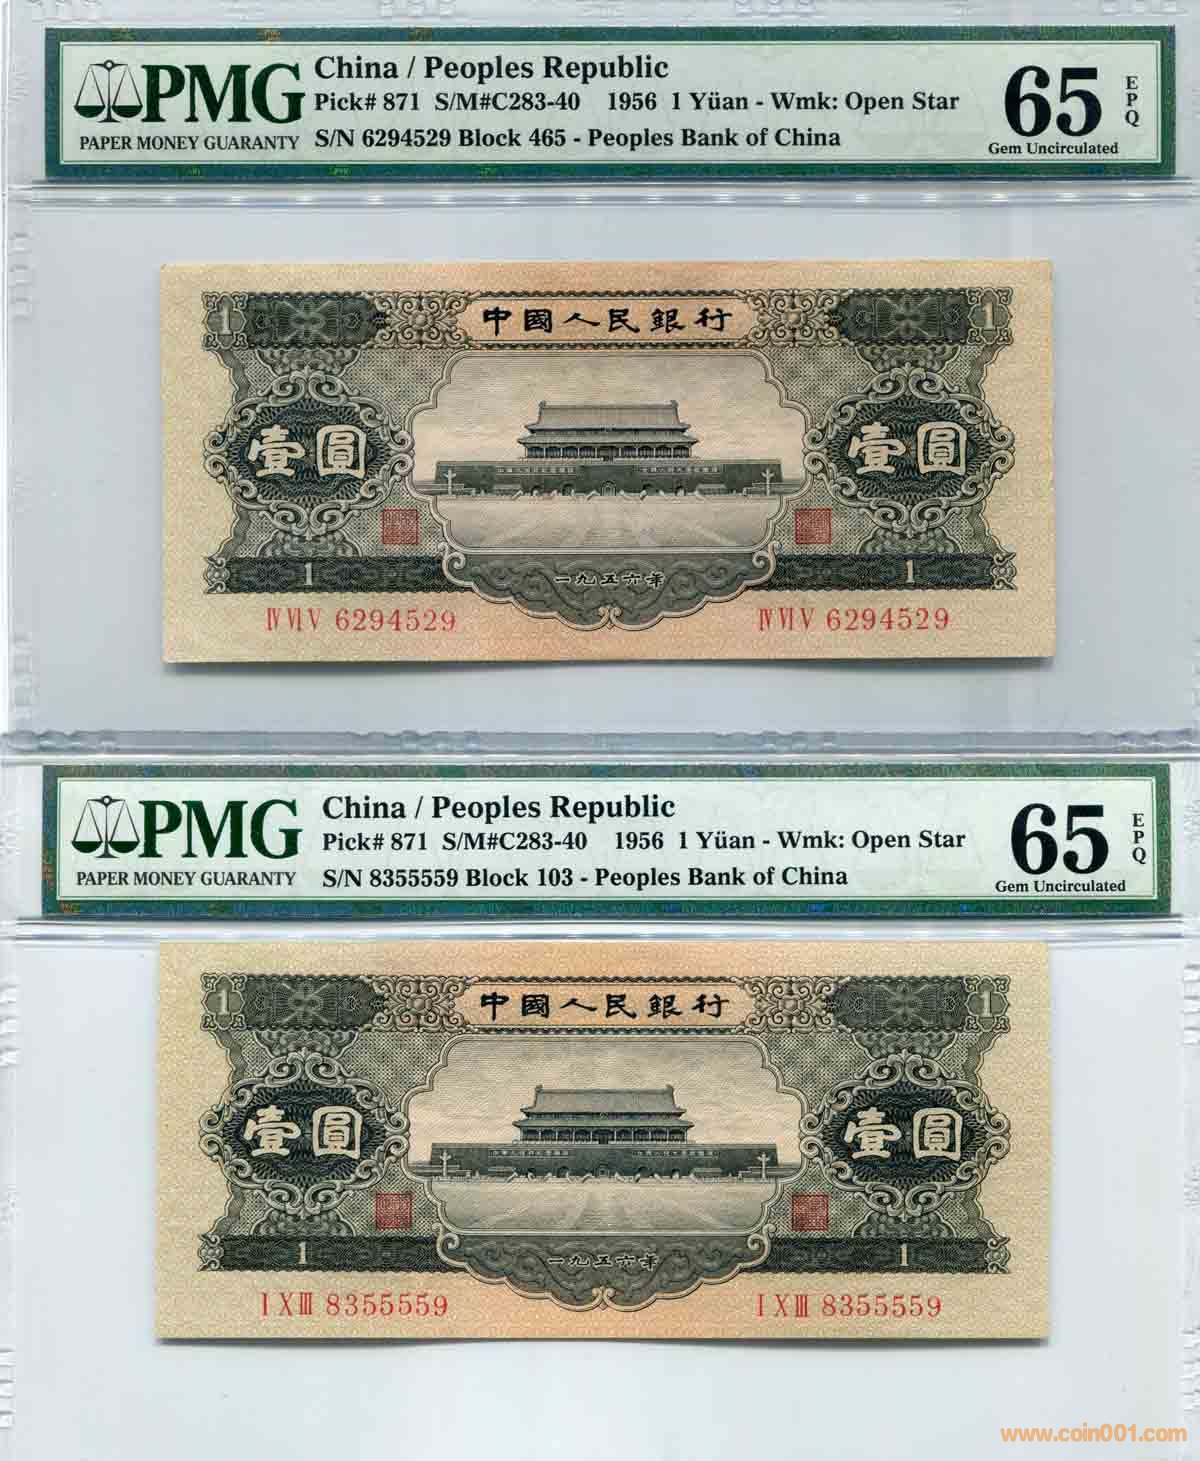 PMG
PAPER MONEY GUARANTY
China / Peoples Republic
Pick# 871 S/M#C283-40 1956 1 Yüan - Wmk: Open Star
S/N 6294529 Block 465 - Peoples Bank of China
65
EPQ
Gem Uncirculated
1 中國人民銀行 1
壹圓 壹圓
1 一九五六年 1
ⅣⅥⅤ 6294529 ⅣⅥⅤ 6294529
PMG
PAPER MONEY GUARANTY
China / Peoples Republic
Pick# 871 S/M#C283-40 1956 1 Yüan - Wmk: Open Star
S/N 8355559 Block 103 - Peoples Bank of China
65
EPQ
Gem Uncirculated
1 中國人民銀行 1
壹圓 壹圓
1 一九五六年 1
ⅠⅩⅢ 8355559 ⅠⅩⅢ 8355559
www.coin001.com